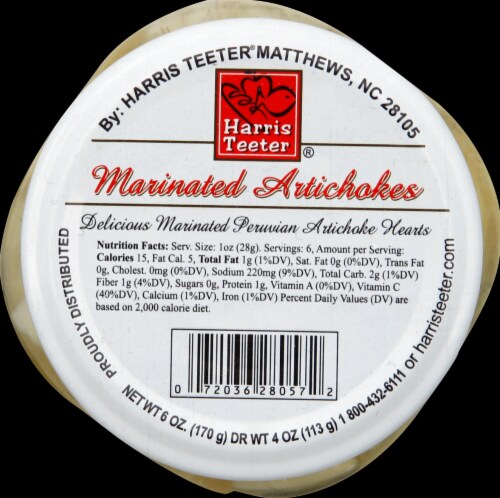 By: HARRIS TEETER® MATTHEWS, NC 28105
Harris
Teeter
®
Marinated Artichokes
Delicious Marinated Peruvian Artichoke Hearts
Nutrition Facts: Serv. Size: 1oz (28g). Servings: 6, Amount per Serving:
Calories 15, Fat Cal. 5, Total Fat 1g (1%DV), Sat. Fat 0g (0%DV), Trans Fat
0g, Cholest. 0mg (0%DV), Sodium 220mg (9%DV), Total Carb. 2g (1%DV)
Fiber 1g (4%DV), Sugars 0g, Protein 1g, Vitamin A (0%DV), Vitamin C
(40%DV), Calcium (1%DV), Iron (1%DV) Percent Daily Values (DV) are
based on 2,000 calorie diet.
0 72036 28057 2
PROUDLY DISTRIBUTED
NET WT 6 OZ. (170 g) DR WT 4 OZ (113 g) 1 800-432-6111 or harristeeter.com